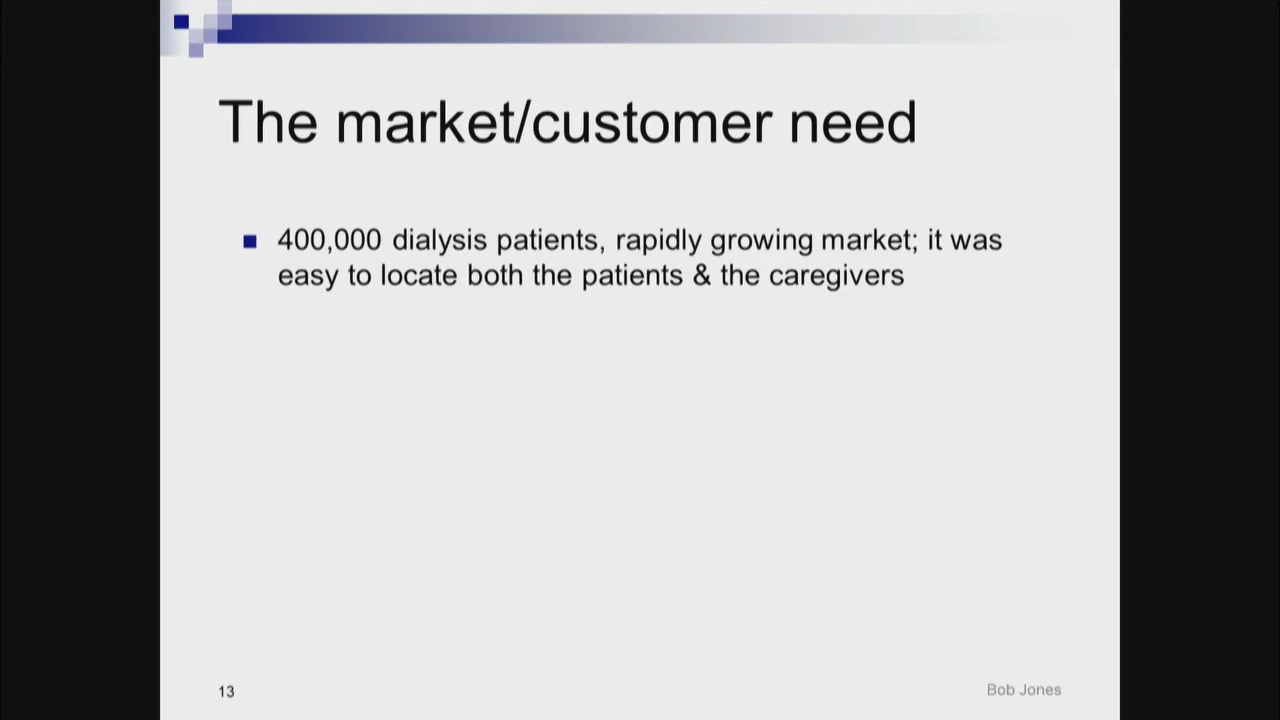 The market/customer need
400,000 dialysis patients, rapidly growing market; it was
easy to locate both the patients & the caregivers
13
Bob Jones